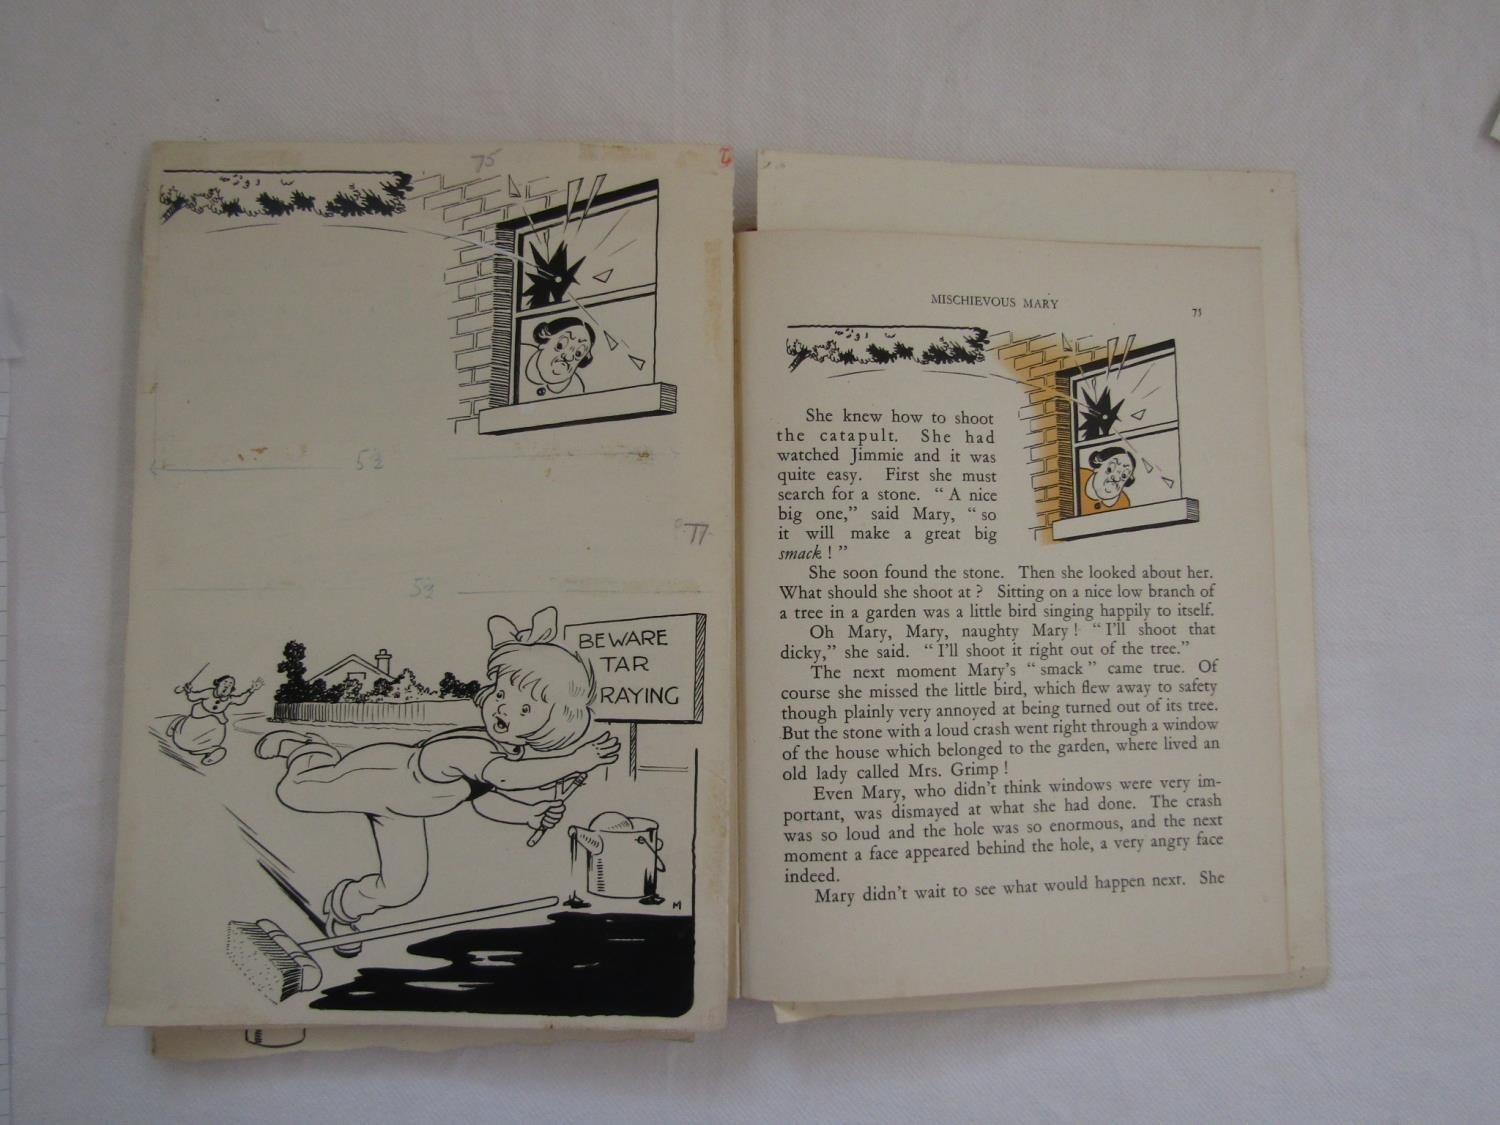 75
5½
77
5½
BEWARE
TAR
RAYING
M
MISCHIEVOUS MARY
75
She knew how to shoot
the catapult. She had
watched Jimmie and it was
quite easy. First she must
search for a stone. “ A nice
big one,” said Mary, “ so
it will make a great big
smack ! ”
She soon found the stone. Then she looked about her.
What should she shoot at ? Sitting on a nice low branch of
a tree in a garden was a little bird singing happily to itself.
Oh Mary, Mary, naughty Mary ! “ I’ll shoot that
dicky,” she said. “ I’ll shoot it right out of the tree.”
The next moment Mary’s “ smack ” came true. Of
course she missed the little bird, which flew away to safety
though plainly very annoyed at being turned out of its tree.
But the stone with a loud crash went right through a window
of the house which belonged to the garden, where lived an
old lady called Mrs. Grimp !
Even Mary, who didn’t think windows were very im-
portant, was dismayed at what she had done. The crash
was so loud and the hole was so enormous, and the next
moment a face appeared behind the hole, a very angry face
indeed.
Mary didn’t wait to see what would happen next. She